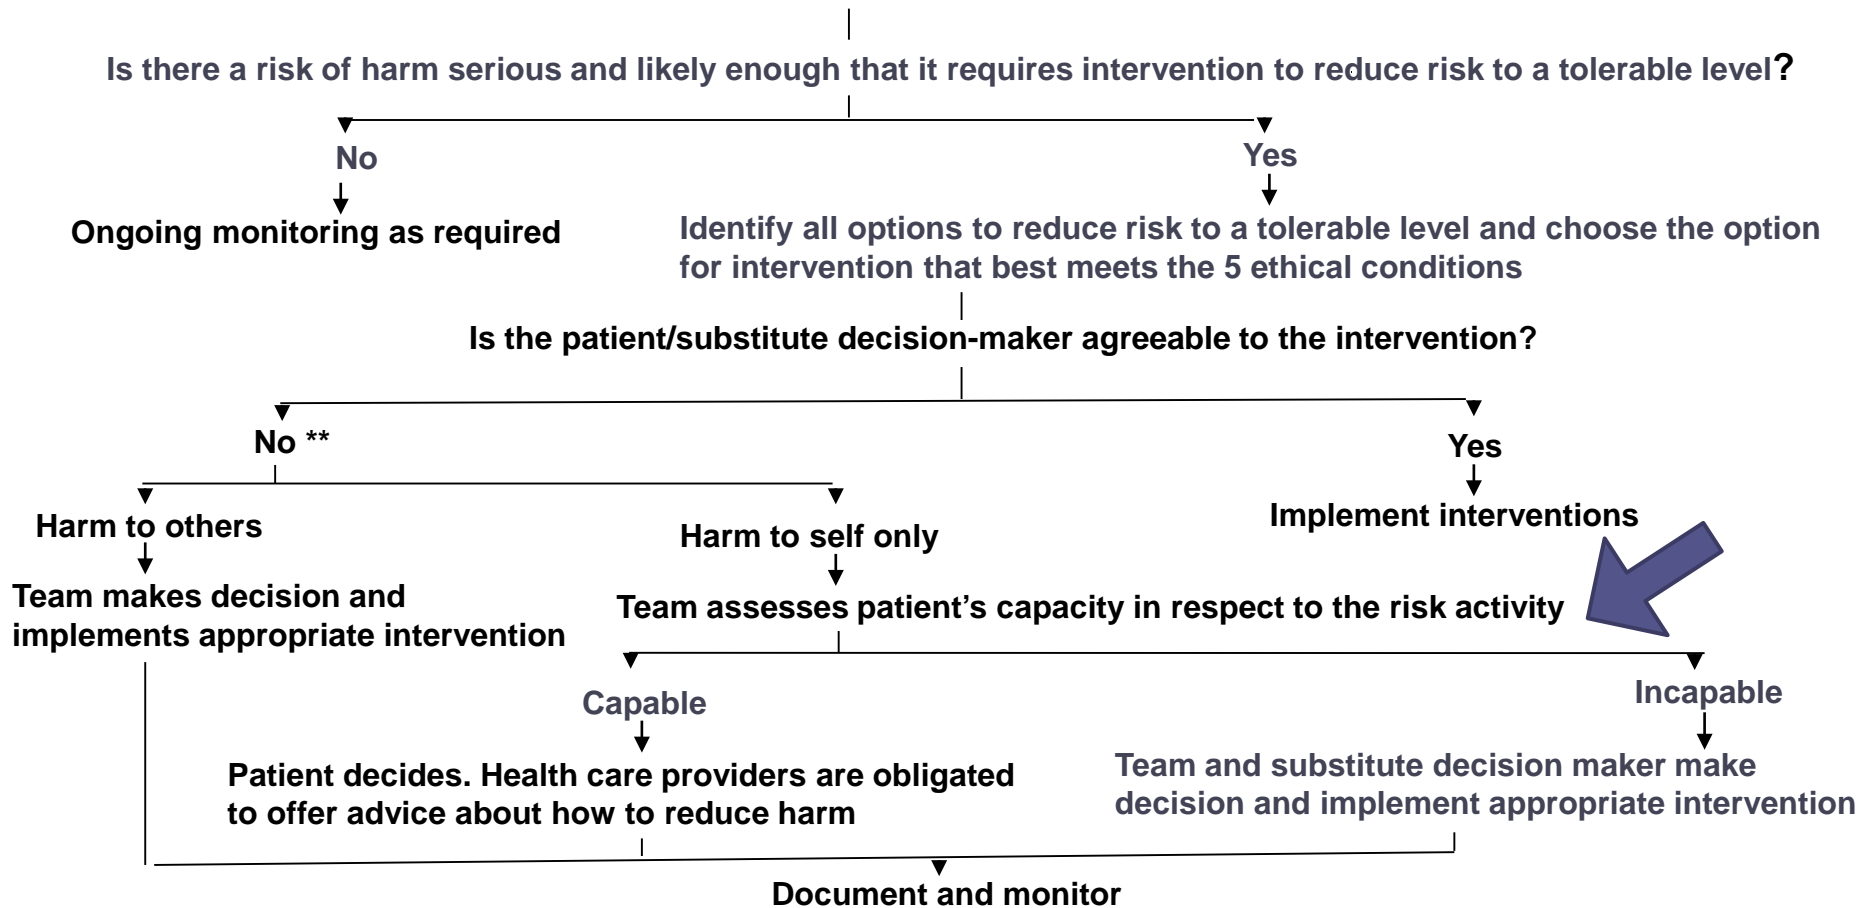 Is there a risk of harm serious and likely enough that it requires intervention to reduce risk to a tolerable level?
No
Yes
Ongoing monitoring as required
Identify all options to reduce risk to a tolerable level and choose the option
for intervention that best meets the 5 ethical conditions
Is the patient/substitute decision-maker agreeable to the intervention?
No **
Yes
Harm to others
Harm to self only
Implement interventions
Team makes decision and
implements appropriate intervention
Team assesses patient’s capacity in respect to the risk activity
Capable
Incapable
Patient decides. Health care providers are obligated
to offer advice about how to reduce harm
Team and substitute decision maker make
decision and implement appropriate intervention
Document and monitor